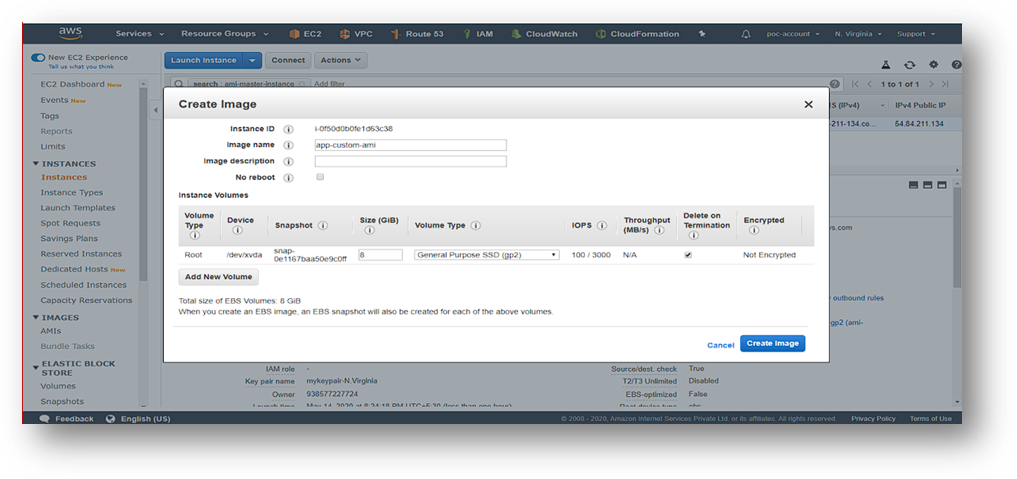 aws Services Resource Groups EC2 VPC Route 53 IAM CloudWatch CloudFormation poc-account N. Virginia Support
New EC2 Experience
Tell us what you think
EC2 Dashboard New
Events New
Tags
Reports
Limits
INSTANCES
Instances
Instance Types
Launch Templates
Spot Requests
Savings Plans
Reserved Instances
Dedicated Hosts New
Scheduled Instances
Capacity Reservations
IMAGES
AMIs
Bundle Tasks
ELASTIC BLOCK
STORE
Volumes
Snapshots
Launch Instance Connect Actions
search : ami-master-instance Add filter 1 to 1 of 1
(IPv4) IPv4 Public IP
-211-134.co... 54.84.211.134
Create Image
Instance ID i-0f50d0b0fe1d63c38
Image name app-custom-ami
Image description
No reboot
Instance Volumes
Volume Type Device Snapshot Size (GiB) Volume Type IOPS Throughput (MB/s) Delete on Termination Encrypted
Root /dev/xvda snap-0e1167baa50e9c0ff 8 General Purpose SSD (gp2) 100 / 3000 N/A Not Encrypted
Add New Volume
Total size of EBS Volumes: 8 GiB
When you create an EBS image, an EBS snapshot will also be created for each of the above volumes.
Cancel Create Image
outbound rules
gp2 (ami-
IAM role - Source/dest. check True
Key pair name mykeypair-N.Virginia T2/T3 Unlimited Disabled
Owner 938577227724 EBS-optimized False
Launch time May 14, 2020 at 8:24:18 PM UTC+5:30 (less than one hour) Root device type ebs
Feedback English (US) © 2008 - 2020, Amazon Internet Services Private Ltd. or its affiliates. All rights reserved. Privacy Policy Terms of Use